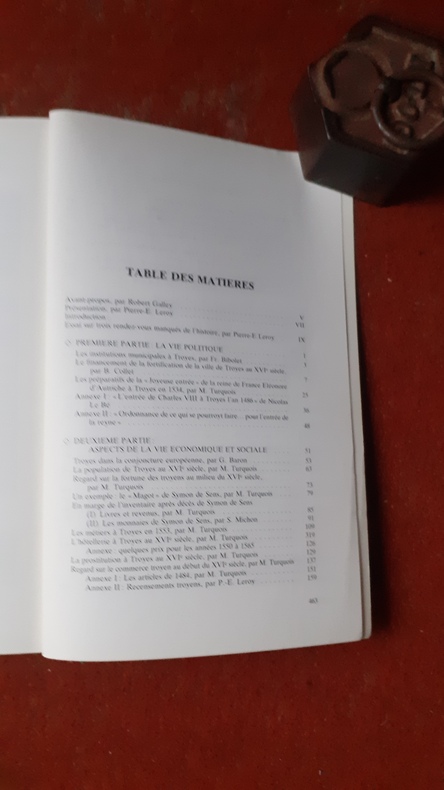 TABLE DES MATIERES
Avant-propos, par Robert Galley
Présentation, par Pierre-E. Leroy V
Introduction VII
Essai sur trois rendez-vous manqués de l'histoire, par Pierre-E. Leroy IX
◇ PREMIERE PARTIE : LA VIE POLITIQUE 1
Les institutions municipales à Troyes, par Fr. Bibolet
Le financement de la fortification de la ville de Troyes au XVIe siècle,
par B. Collet 7
Les préparatifs de la « Joyeuse entrée » de la reine de France Eléonore
d'Autriche à Troyes en 1534, par M. Turquois 25
Annexe I : « L'entrée de Charles VIII à Troyes l'an 1486 » de Nicolas
Le Bé
Annexe II : « Ordonnance de ce qui se pourroyt faire... pour l'entrée de
la reyne » 48
◇ DEUXIEME PARTIE :
ASPECTS DE LA VIE ECONOMIQUE ET SOCIALE 51
Troyes dans la conjoncture européenne, par G. Baron 53
La population de Troyes au XVIe siècle, par M. Turquois 65
Regard sur la fortune des troyens au milieu du XVIe siècle,
par M. Turquois 73
Un exemple : le « Magot » de Symon de Sens, par M. Turquois 79
En marge de l'inventaire après décès de Symon de Sens
(I). Livres et revenus, par M. Turquois 85
(II). Les monnaies de Symon de Sens, par S. Michon 91
Les métiers à Troyes en 1553, par M. Turquois 109
L'hôtellerie à Troyes au XVIe siècle, par M. Turquois 119
Annexe : quelques prix pour les années 1550 à 1565 126
La prostitution à Troyes au XVIe siècle, par M. Turquois 129
Regard sur le commerce troyen au début du XVIe siècle, par M. Turquois 137
Annexe I : Les articles de 1484, par M. Turquois 151
Annexe II : Recensements troyens, par P.-E. Leroy 159
463